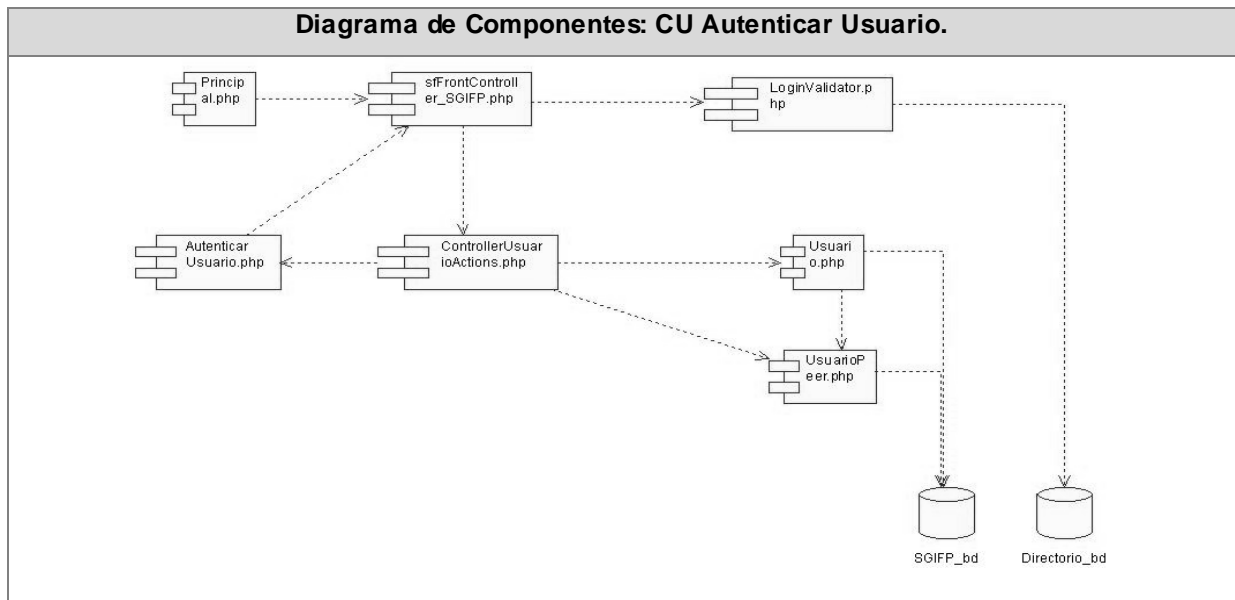 Diagrama de Componentes: CU Autenticar Usuario.
Princip
al.php
sfFrontControll
er_SGIFP.php
LoginValidator.p
hp
Autenticar
Usuario.php
ControllerUsuar
ioActions.php
Usuari
o.php
UsuarioP
eer.php
SGIFP_bd
Directorio_bd